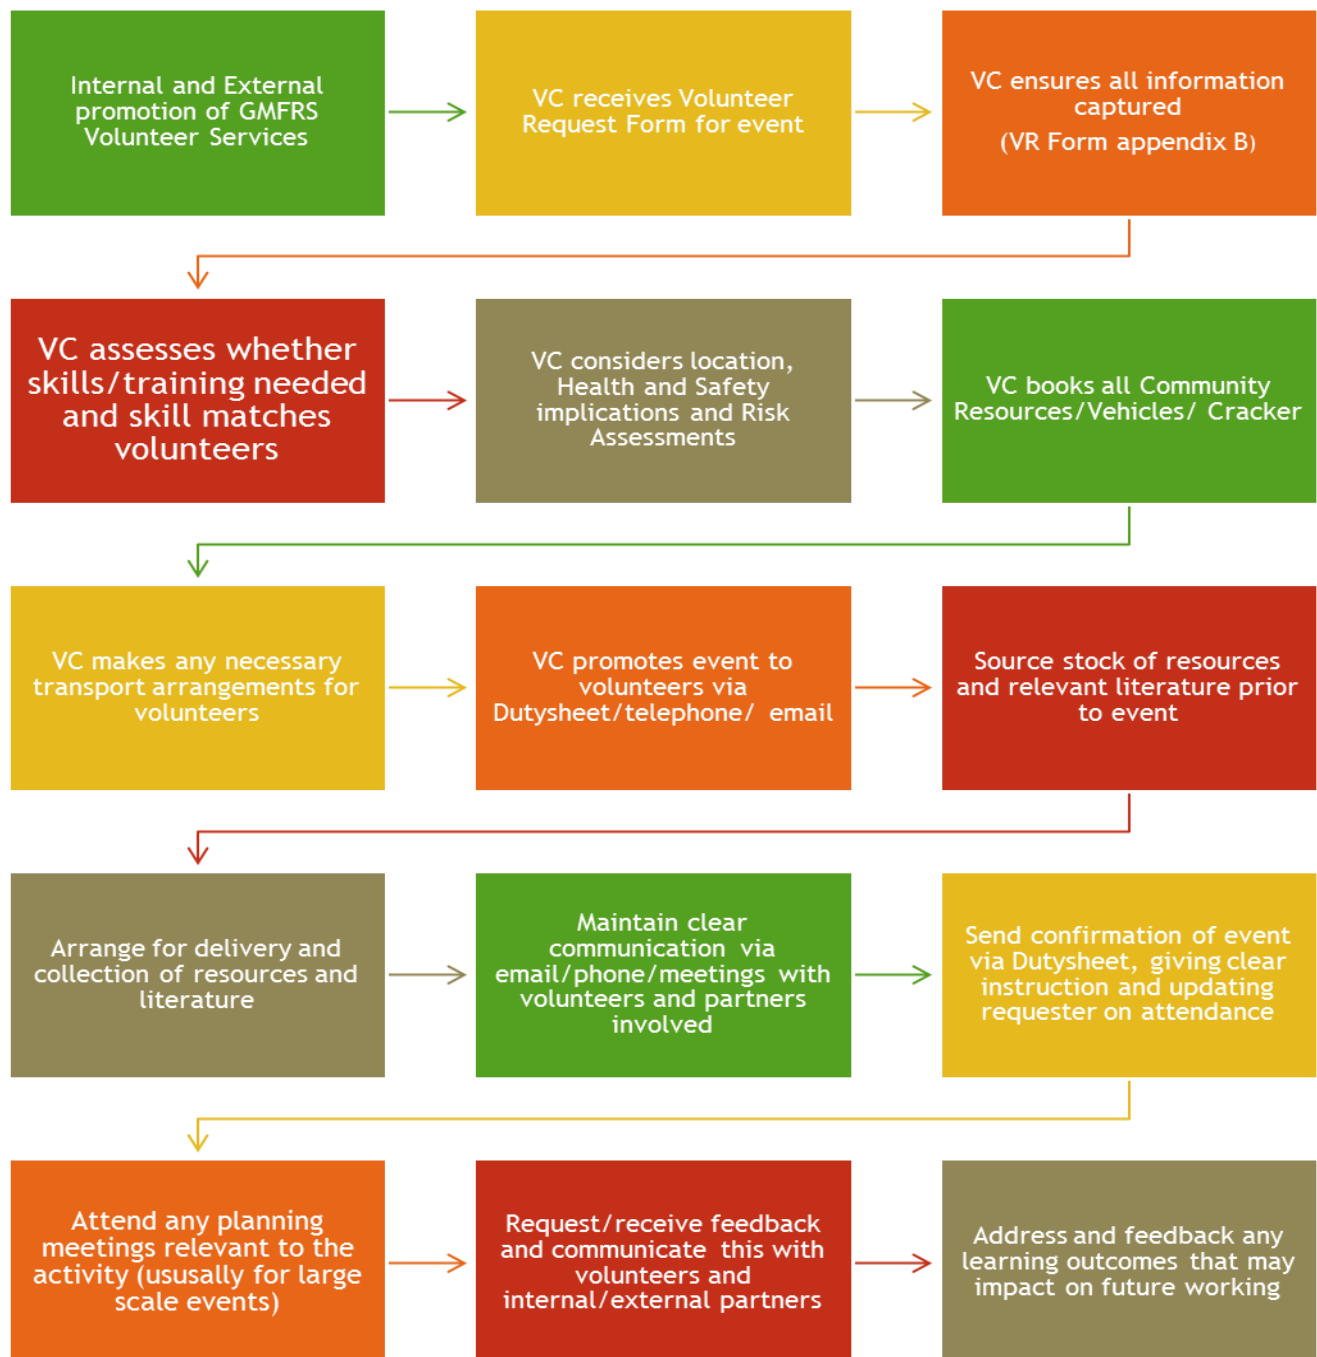 Internal and External
promotion of GMFRS
Volunteer Services
VC receives Volunteer
Request Form for event
VC ensures all information
captured
(VR Form appendix B)
VC assesses whether
skills/training needed
and skill matches
volunteers
VC considers location,
Health and Safety
implications and Risk
Assessments
VC books all Community
Resources/Vehicles/ Cracker
VC makes any necessary
transport arrangements for
volunteers
VC promotes event to
volunteers via
Dutysheet/telephone/ email
Source stock of resources
and relevant literature prior
to event
Arrange for delivery and
collection of resources and
literature
Maintain clear
communication via
email/phone/meetings with
volunteers and partners
involved
Send confirmation of event
via Dutysheet, giving clear
instruction and updating
requester on attendance
Attend any planning
meetings relevant to the
activity (ususally for large
scale events)
Request/receive feedback
and communicate this with
volunteers and
internal/external partners
Address and feedback any
learning outcomes that may
impact on future working